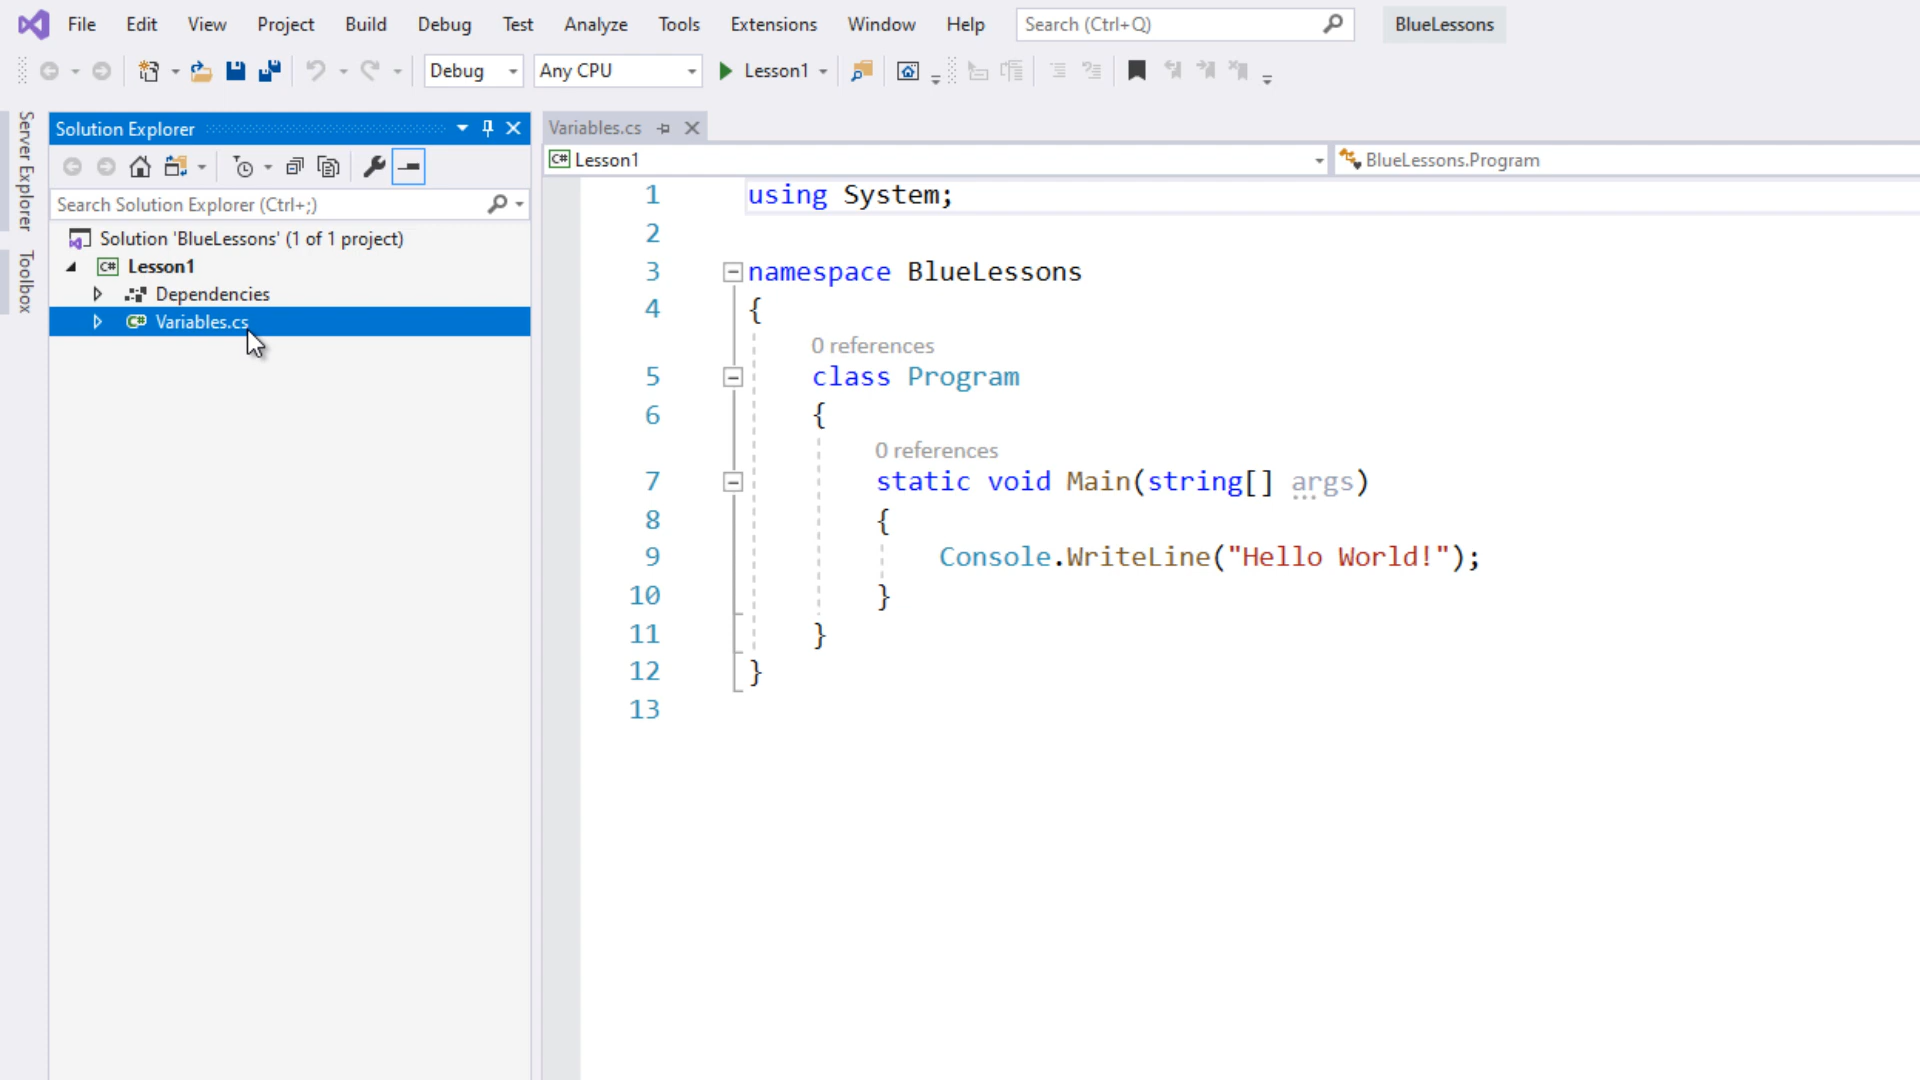 File Edit View Project Build Debug Test Analyze Tools Extensions Window Help Search (Ctrl+Q) BlueLessons
Debug Any CPU Lesson1
Server Explorer
Toolbox
Solution Explorer
Search Solution Explorer (Ctrl+;)
Solution 'BlueLessons' (1 of 1 project)
C# Lesson1
Dependencies
C# Variables.cs
Variables.cs
C# Lesson1
BlueLessons.Program
1 using System;
2
3 namespace BlueLessons
4 {
0 references
5 class Program
6 {
0 references
7 static void Main(string[] args)
8 {
9 Console.WriteLine("Hello World!");
10 }
11 }
12 }
13